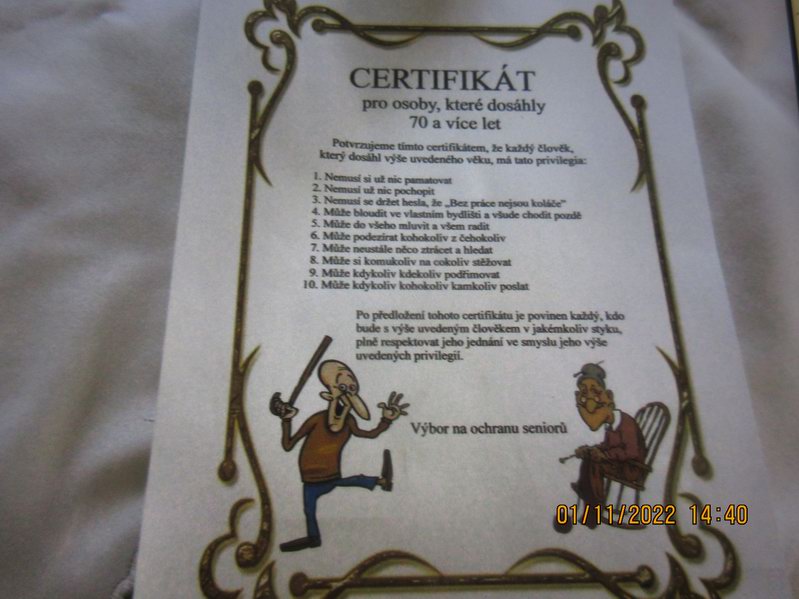 CERTIFIKÁT
pro osoby, které dosáhly
70 a více let
Potvrzujeme tímto certifikátem, že každý člověk,
který dosáhl výše uvedeného věku, má tato privilegia:
1. Nemusí si už nic pamatovat
2. Nemusí už nic pochopit
3. Nemusí se držet hesla, že „Bez práce nejsou koláče"
4. Může bloudit ve vlastním bydlišti a všude chodit pozdě
5. Může do všeho mluvit a všem radit
6. Může podezírat kohokoliv z čehokoliv
7. Může neustále něco ztrácet a hledat
8. Může si komukoliv na cokoliv stěžovat
9. Může kdykoliv kdekoliv podřimovat
10. Může kdykoliv kohokoliv kamkoliv poslat
Po předložení tohoto certifikátu je povinen každý, kdo
bude s výše uvedeným člověkem v jakémkoliv styku,
plně respektovat jeho jednání ve smyslu jeho výše
uvedených privilegií.
Výbor na ochranu seniorů
01/11/2022 14:40